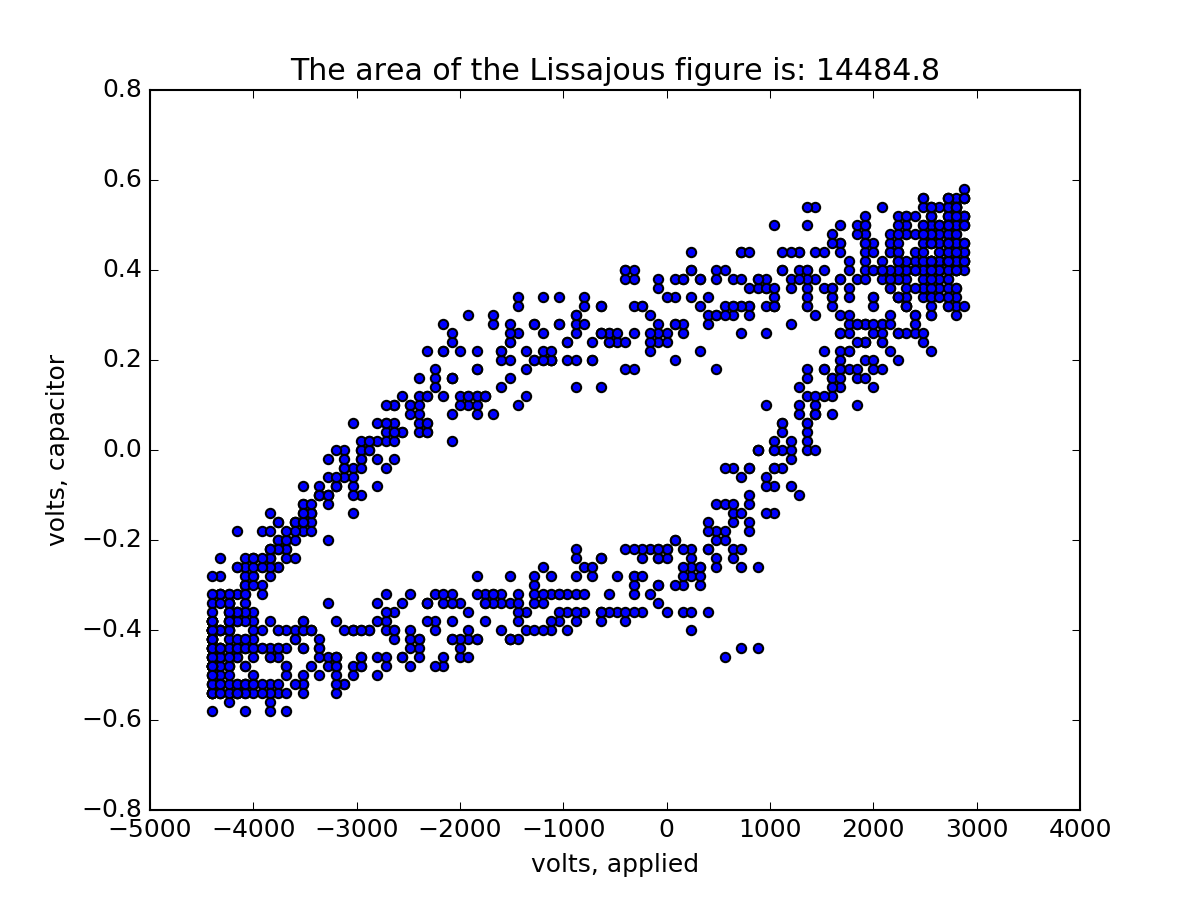 The area of the Lissajous figure is: 14484.8
0.8
0.6
0.4
0.2
0.0
−0.2
−0.4
−0.6
−0.8
volts, capacitor
−5000 −4000 −3000 −2000 −1000 0 1000 2000 3000 4000
volts, applied